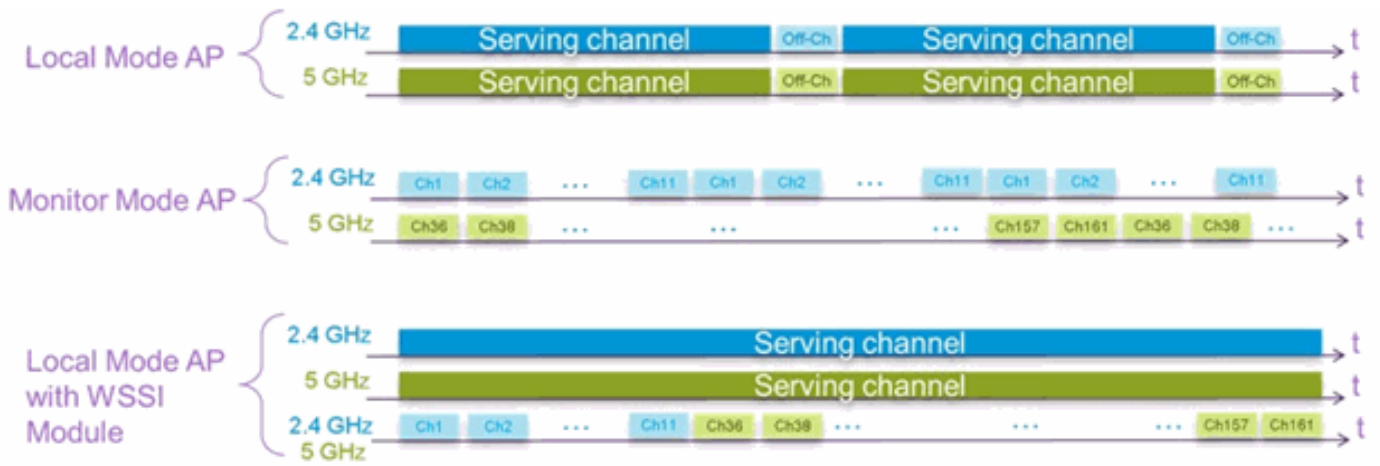 2.4 GHz Serving channel Off-Ch Serving channel Off-Ch t
Local Mode AP
5 GHz Serving channel Off-Ch Serving channel Off-Ch t
2.4 GHz Ch1 Ch2 ... Ch11 Ch1 Ch2 ... Ch11 Ch1 Ch2 ... Ch11 t
Monitor Mode AP
5 GHz Ch36 Ch38 ... ... ... Ch157 Ch161 Ch36 Ch38 ... t
2.4 GHz Serving channel t
Local Mode AP
with WSSI
Module
5 GHz Serving channel t
2.4 GHz Ch1 Ch2 ... Ch11 Ch36 Ch38 ... ... ... Ch157 Ch161 t
5 GHz